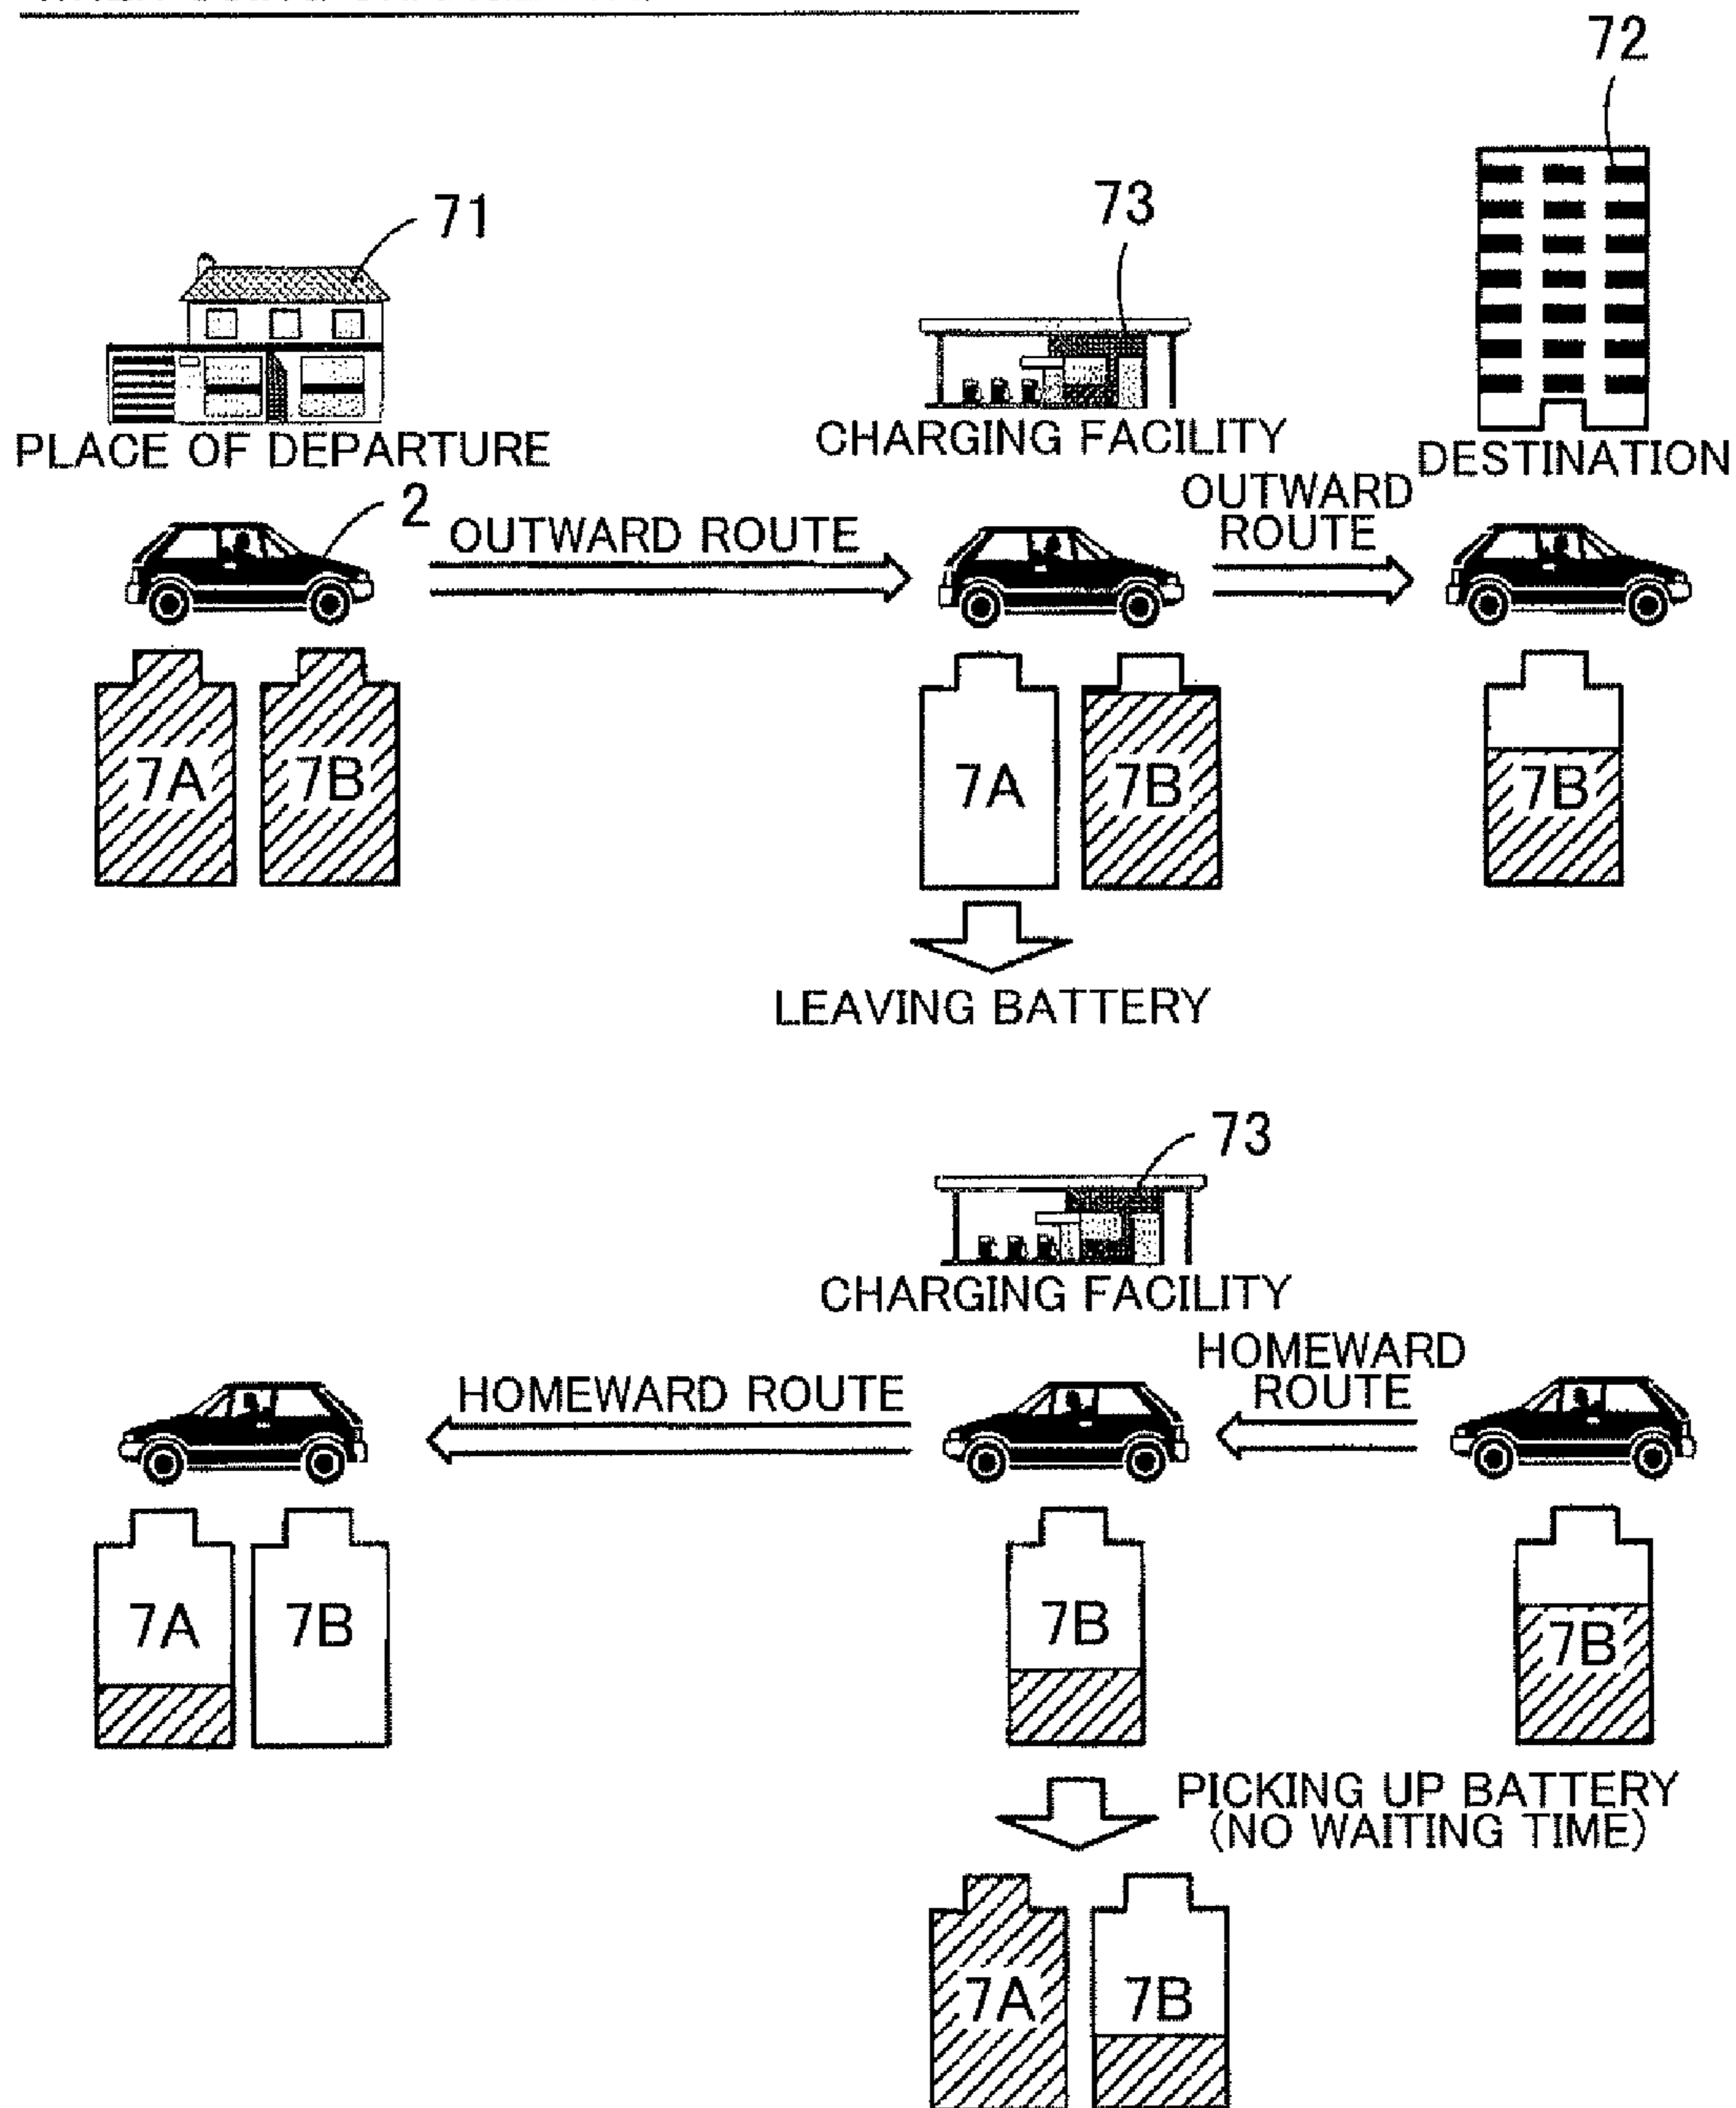 72
71
73
PLACE OF DEPARTURE
CHARGING FACILITY
DESTINATION
2
OUTWARD ROUTE
OUTWARD
ROUTE
7A
7B
7A
7B
7B
LEAVING BATTERY
73
CHARGING FACILITY
HOMEWARD ROUTE
HOMEWARD
ROUTE
7A
7B
7B
7B
PICKING UP BATTERY
(NO WAITING TIME)
7A
7B